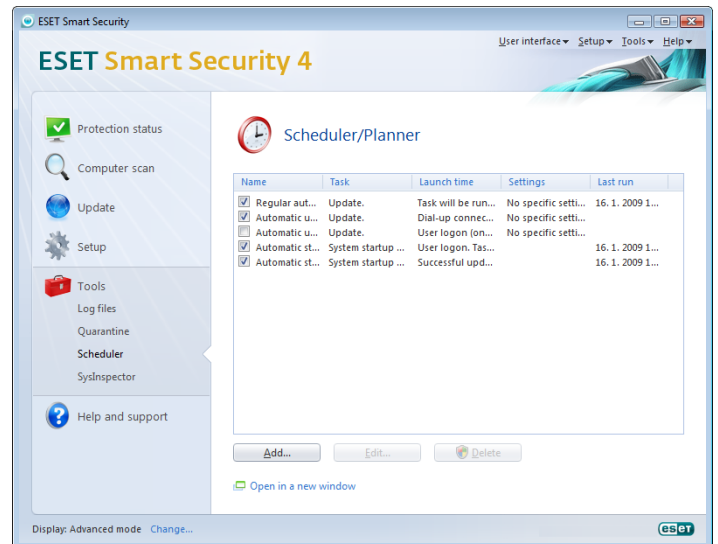 ESET Smart Security
User interface Setup Tools Help
ESET Smart Security 4
Protection status
Computer scan
Update
Setup
Tools
Log files
Quarantine
Scheduler
SysInspector
Help and support
Scheduler/Planner
Name Task Launch time Settings Last run
Regular aut... Update. Task will be run... No specific setti... 16. 1. 2009 1...
Automatic u... Update. Dial-up connec... No specific setti...
Automatic u... Update. User logon (on... No specific setti...
Automatic st... System startup ... User logon. Tas... 16. 1. 2009 1...
Automatic st... System startup ... Successful upd... 16. 1. 2009 1...
Add... Edit... Delete
Open in a new window
Display: Advanced mode Change...
eseT